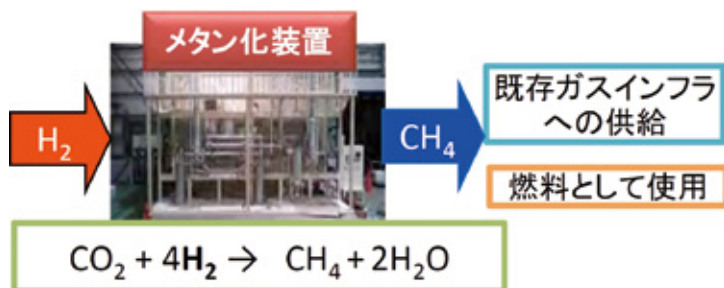 メタン化装置
H₂
CH₄
既存ガスインフラ
への供給
燃料として使用
CO₂ + 4H₂ → CH₄ + 2H₂O